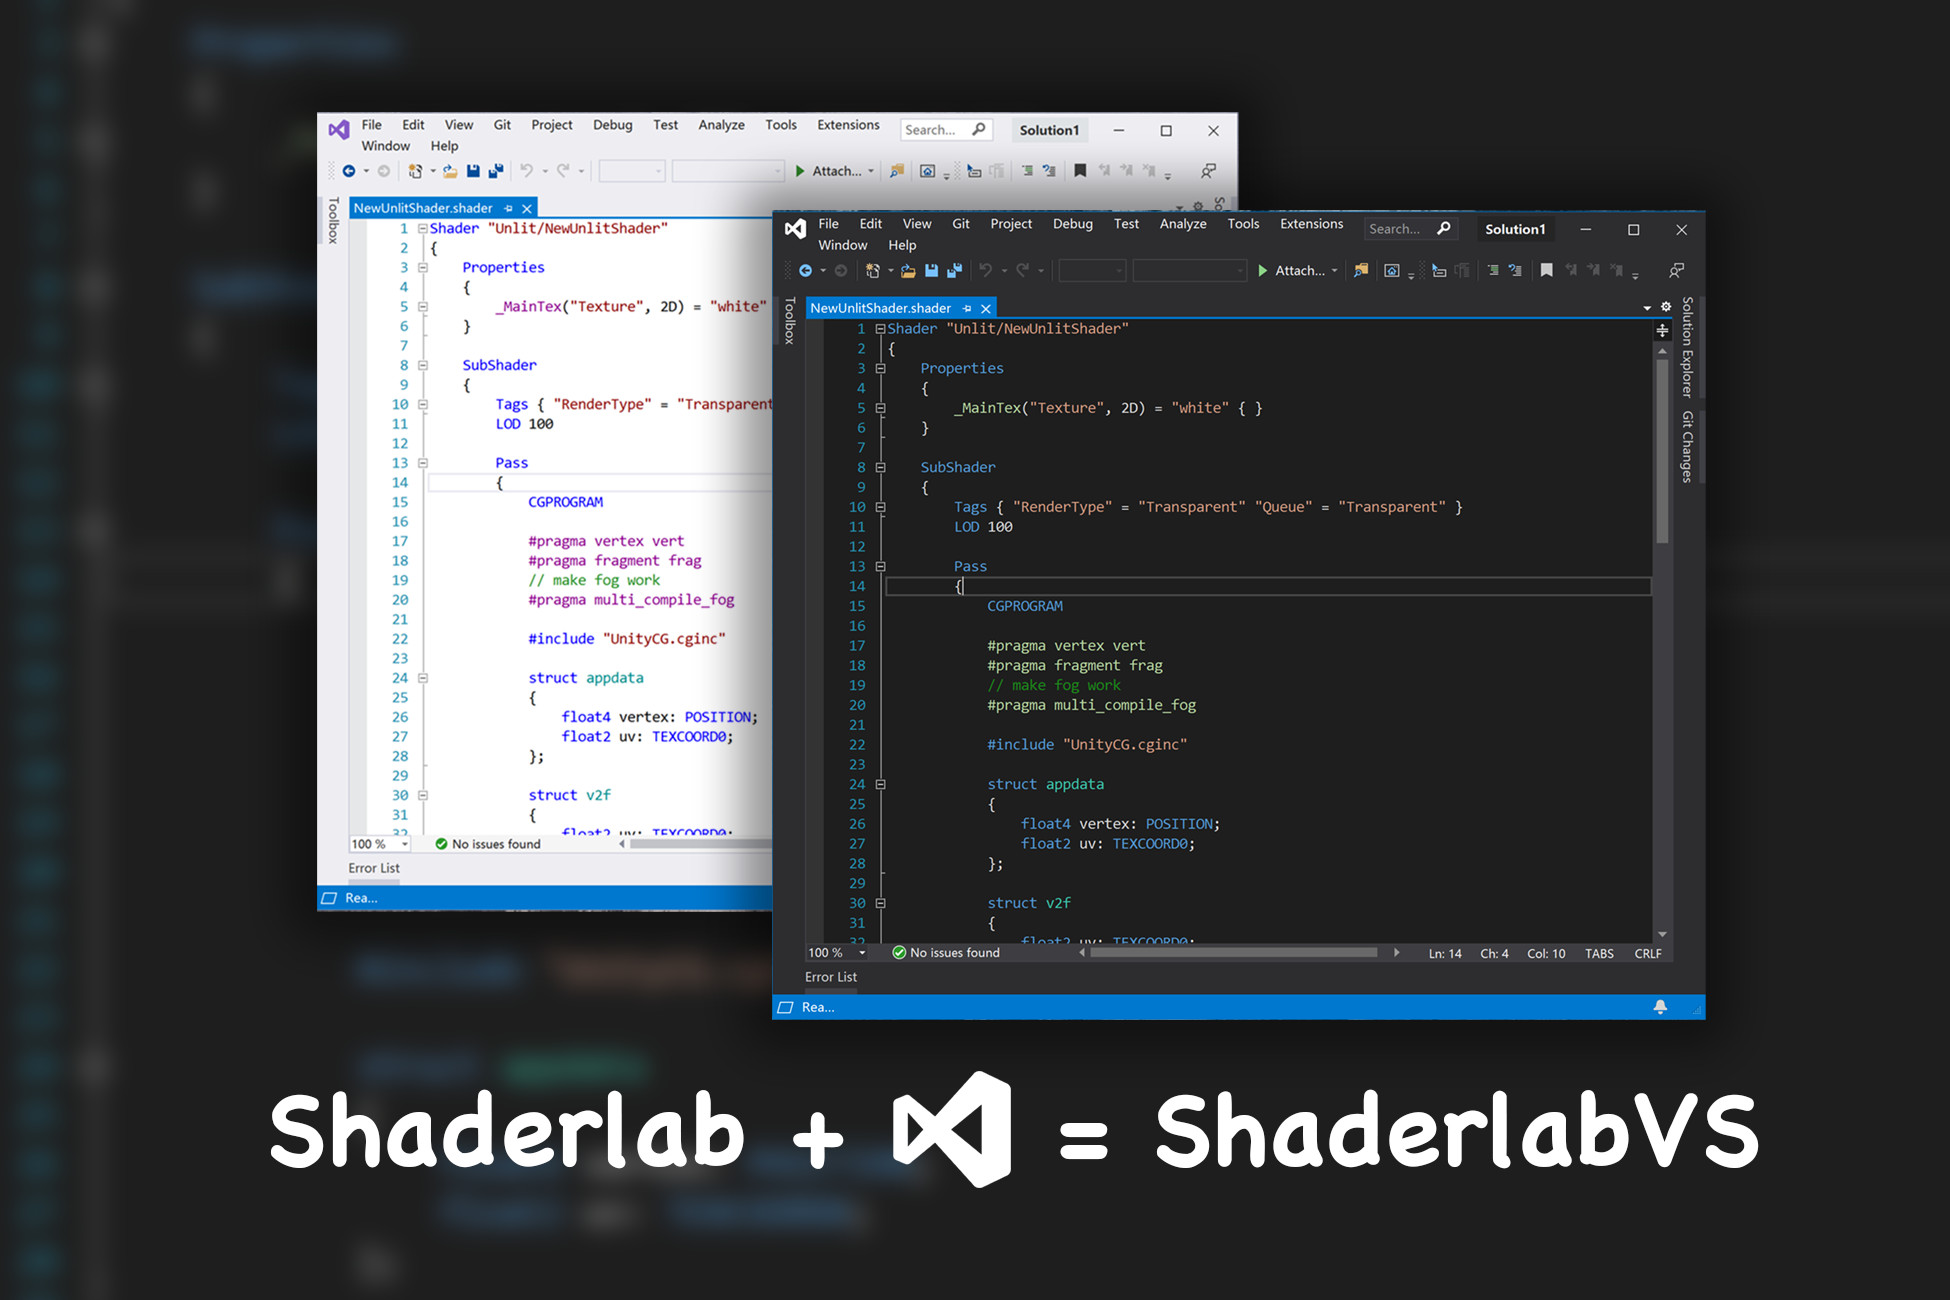 File Edit View Git Project Debug Test Analyze Tools Extensions Search... Solution1
Window Help
Attach...
Toolbox
NewUnlitShader.shader
1 Shader "Unlit/NewUnlitShader"
2 {
3 Properties
4 {
5 _MainTex("Texture", 2D) = "white"
6 }
7
8 SubShader
9 {
10 Tags { "RenderType" = "Transparent
11 LOD 100
12
13 Pass
14 {
15 CGPROGRAM
16
17 #pragma vertex vert
18 #pragma fragment frag
19 // make fog work
20 #pragma multi_compile_fog
21
22 #include "UnityCG.cginc"
23
24 struct appdata
25 {
26 float4 vertex: POSITION;
27 float2 uv: TEXCOORD0;
28 };
29
30 struct v2f
31 {
32 float2 uv: TEXCOORD0;
100 % No issues found
Error List
Rea...
File Edit View Git Project Debug Test Analyze Tools Extensions Search... Solution1
Window Help
Attach...
Toolbox
NewUnlitShader.shader
1 Shader "Unlit/NewUnlitShader"
2 {
3 Properties
4 {
5 _MainTex("Texture", 2D) = "white" { }
6 }
7
8 SubShader
9 {
10 Tags { "RenderType" = "Transparent" "Queue" = "Transparent" }
11 LOD 100
12
13 Pass
14 {
15 CGPROGRAM
16
17 #pragma vertex vert
18 #pragma fragment frag
19 // make fog work
20 #pragma multi_compile_fog
21
22 #include "UnityCG.cginc"
23
24 struct appdata
25 {
26 float4 vertex: POSITION;
27 float2 uv: TEXCOORD0;
28 };
29
30 struct v2f
31 {
32 float2 uv: TEXCOORD0;
Solution Explorer
Git Changes
100 % No issues found Ln: 14 Ch: 4 Col: 10 TABS CRLF
Error List
Rea...
Shaderlab + = ShaderlabVS